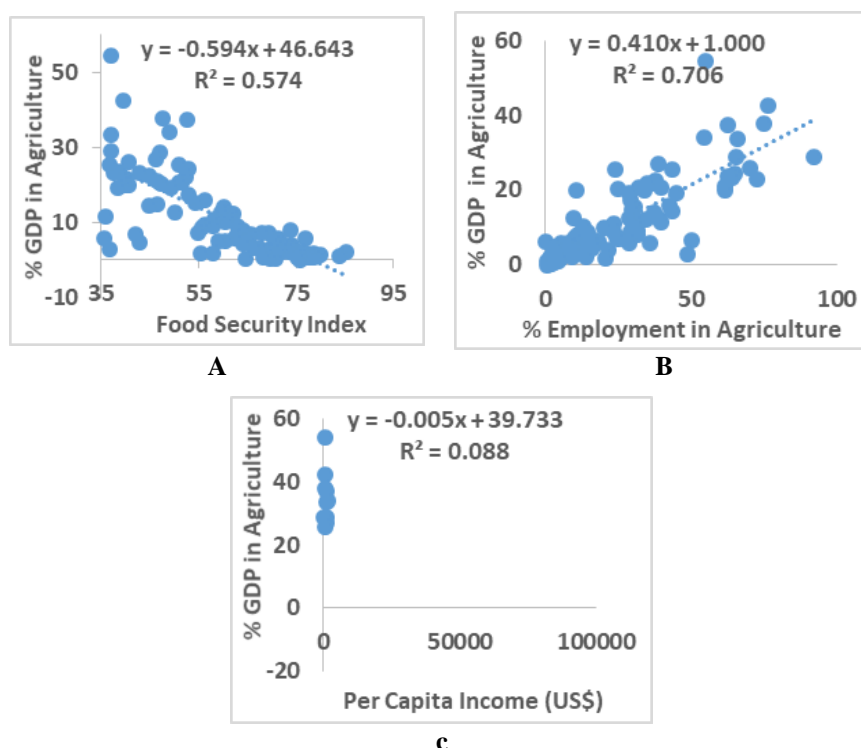 y = -0.594x + 46.643
R² = 0.574
% GDP in Agriculture
50
30
10
-10
35
55
75
95
Food Security Index
A
y = 0.410x + 1.000
R² = 0.706
% GDP in Agriculture
60
40
20
0
0
50
100
% Employment in Agriculture
B
y = -0.005x + 39.733
R² = 0.088
% GDP in Agriculture
60
40
20
0
-20
0
50000
100000
Per Capita Income (US$)
c